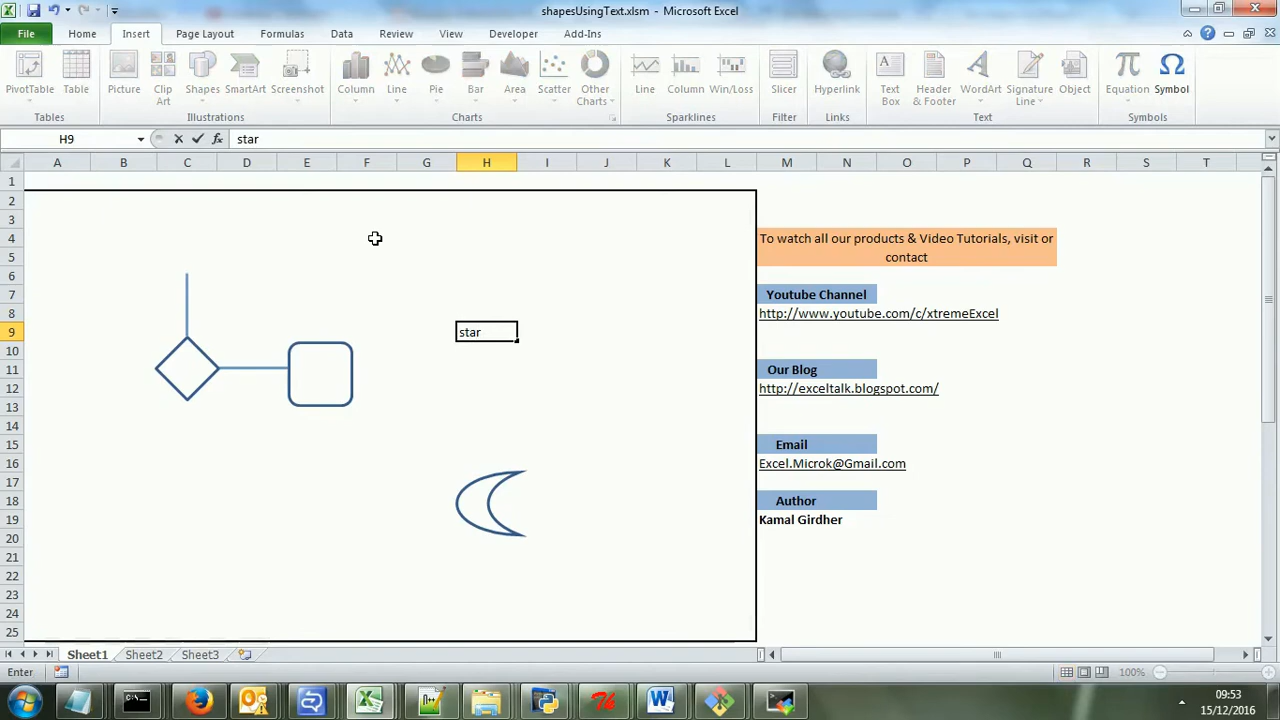 shapesUsingText.xlsm - Microsoft Excel
File Home Insert Page Layout Formulas Data Review View Developer Add-Ins
PivotTable Table Picture Clip Art Shapes SmartArt Screenshot Column Line Pie Bar Area Scatter Other Charts Line Column Win/Loss Slicer Hyperlink Text Box Header & Footer WordArt Signature Line Object Equation Symbol
Tables Illustrations Charts Sparklines Filter Links Text Symbols
H9 fx star
A B C D E F G H I J K L M N O P Q R S T
1
2
3
4 To watch all our products & Video Tutorials, visit or
5 contact
6
7 Youtube Channel
8 http://www.youtube.com/c/xtremeExcel
9 star
10
11 Our Blog
12 http://exceltalk.blogspot.com/
13
14
15 Email
16 Excel.Microk@Gmail.com
17
18 Author
19 Kamal Girdher
20
21
22
23
24
25
Sheet1 Sheet2 Sheet3
Enter 100%
09:53
15/12/2016